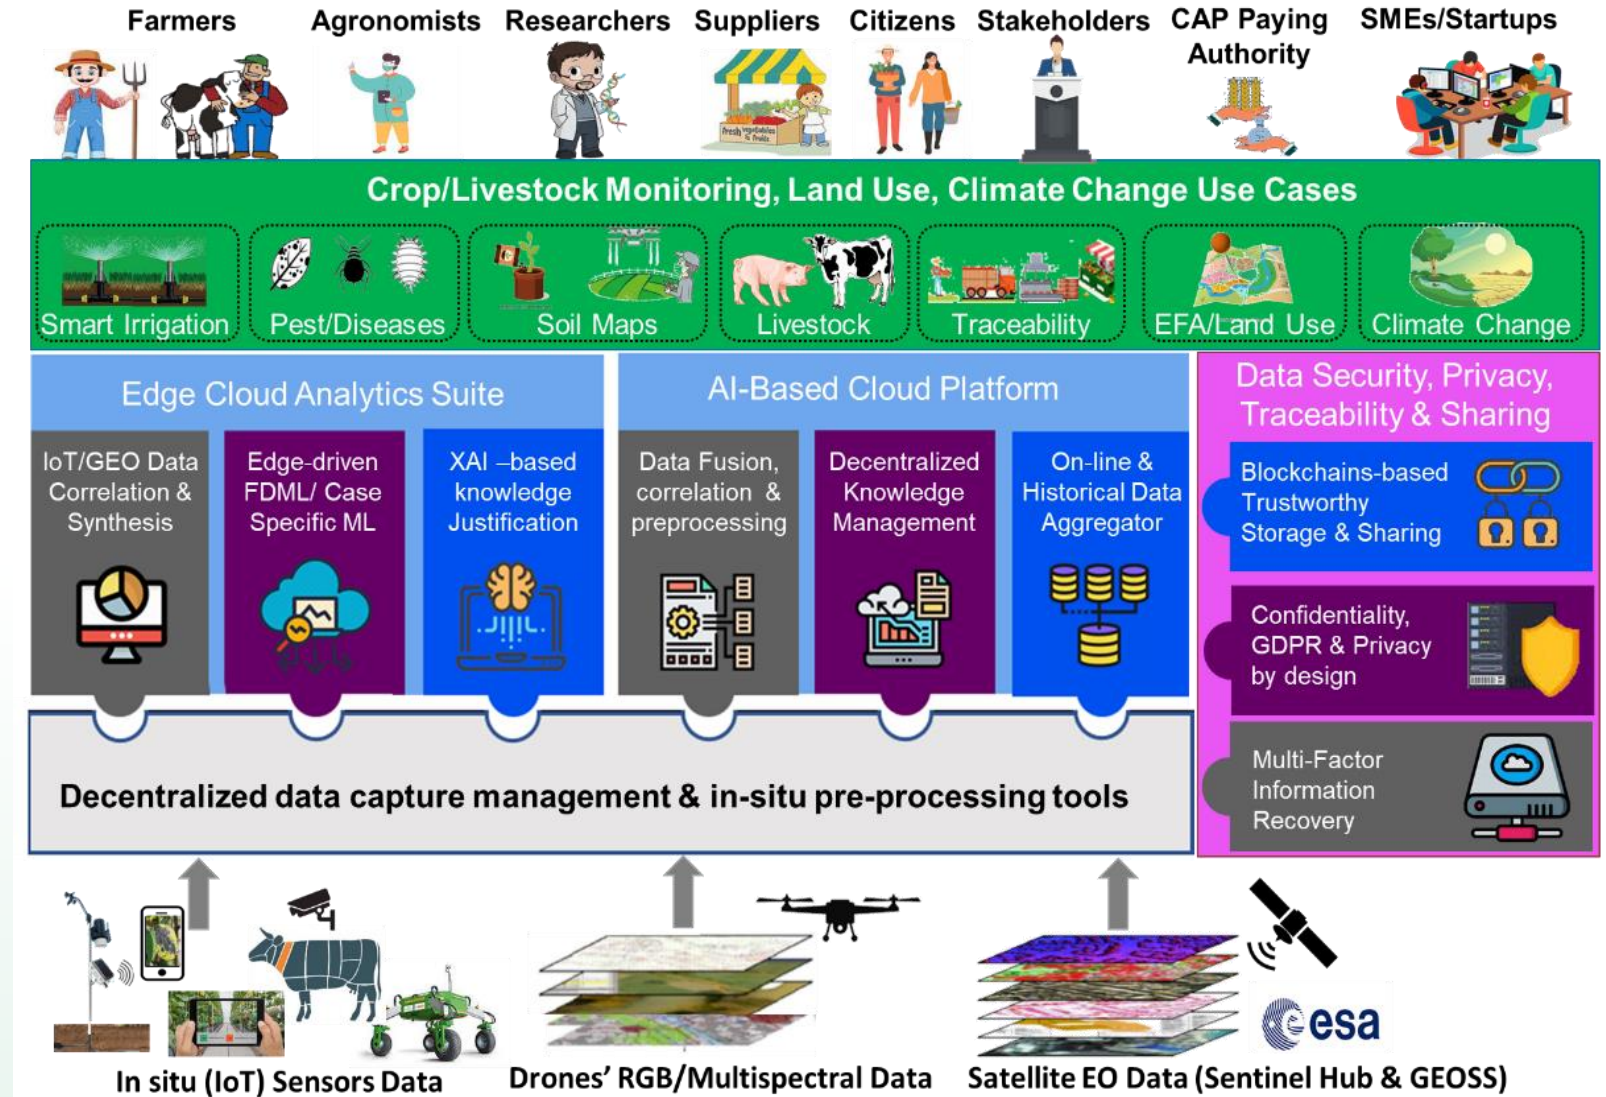 Farmers
Agronomists
Researchers
Suppliers
Citizens
Stakeholders
CAP Paying
Authority
SMEs/Startups
fresh vegetables
& fruits
Crop/Livestock Monitoring, Land Use, Climate Change Use Cases
Smart Irrigation
Pest/Diseases
Soil Maps
Livestock
Traceability
EFA/Land Use
Climate Change
Edge Cloud Analytics Suite
IoT/GEO Data
Correlation &
Synthesis
Edge-driven
FDML/ Case
Specific ML
XAI –based
knowledge
Justification
AI-Based Cloud Platform
Data Fusion,
correlation &
preprocessing
Decentralized
Knowledge
Management
On-line &
Historical Data
Aggregator
Data Security, Privacy,
Traceability & Sharing
Blockchains-based
Trustworthy
Storage & Sharing
Confidentiality,
GDPR & Privacy
by design
Multi-Factor
Information
Recovery
Decentralized data capture management & in-situ pre-processing tools
esa
In situ (IoT) Sensors Data
Drones’ RGB/Multispectral Data
Satellite EO Data (Sentinel Hub & GEOSS)